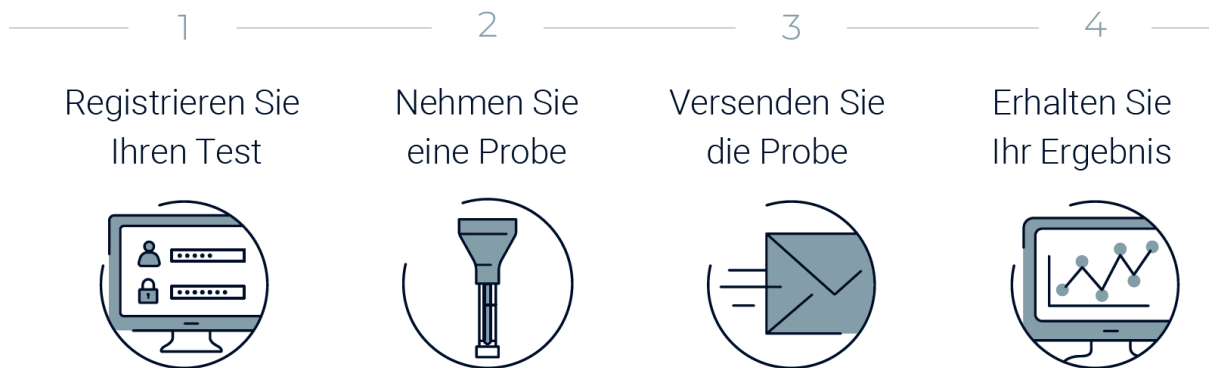 1
2
3
4
Registrieren Sie
Ihren Test
Nehmen Sie
eine Probe
Versenden Sie
die Probe
Erhalten Sie
Ihr Ergebnis